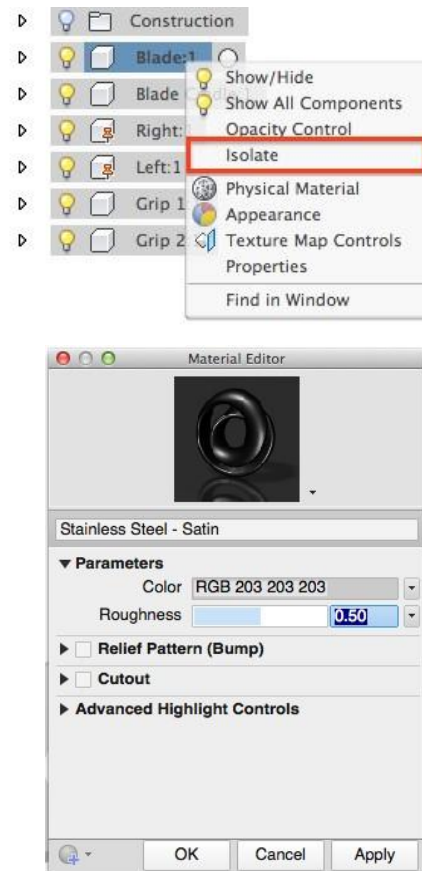 Construction
Blade:1
Show/Hide
Blade
Show All Components
Right:
Opacity Control
Isolate
Left:1
Physical Material
Grip 1
Appearance
Grip 2
Texture Map Controls
Properties
Find in Window
Material Editor
Stainless Steel - Satin
Parameters
Color RGB 203 203 203
Roughness 0.50
Relief Pattern (Bump)
Cutout
Advanced Highlight Controls
OK Cancel Apply